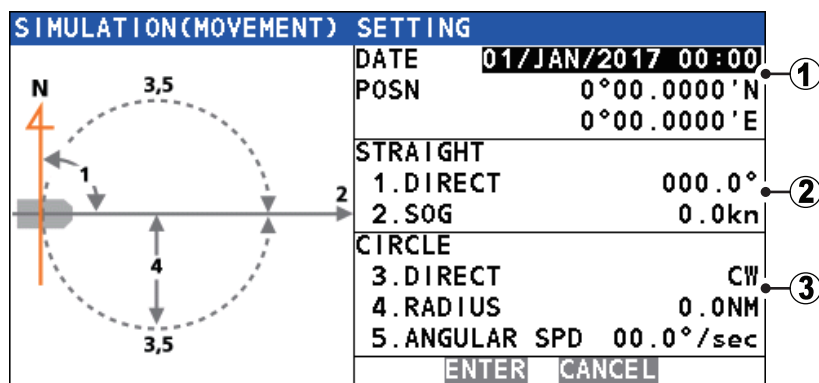 SIMULATION(MOVEMENT) SETTING
N
3,5
1
2
4
3,5
DATE 01/JAN/2017 00:00
POSN 0°00.0000'N
0°00.0000'E
1
STRAIGHT
1.DIRECT 000.0°
2.SOG 0.0kn
2
CIRCLE
3.DIRECT CW
4.RADIUS 0.0NM
5.ANGULAR SPD 00.0°/sec
3
ENTER CANCEL